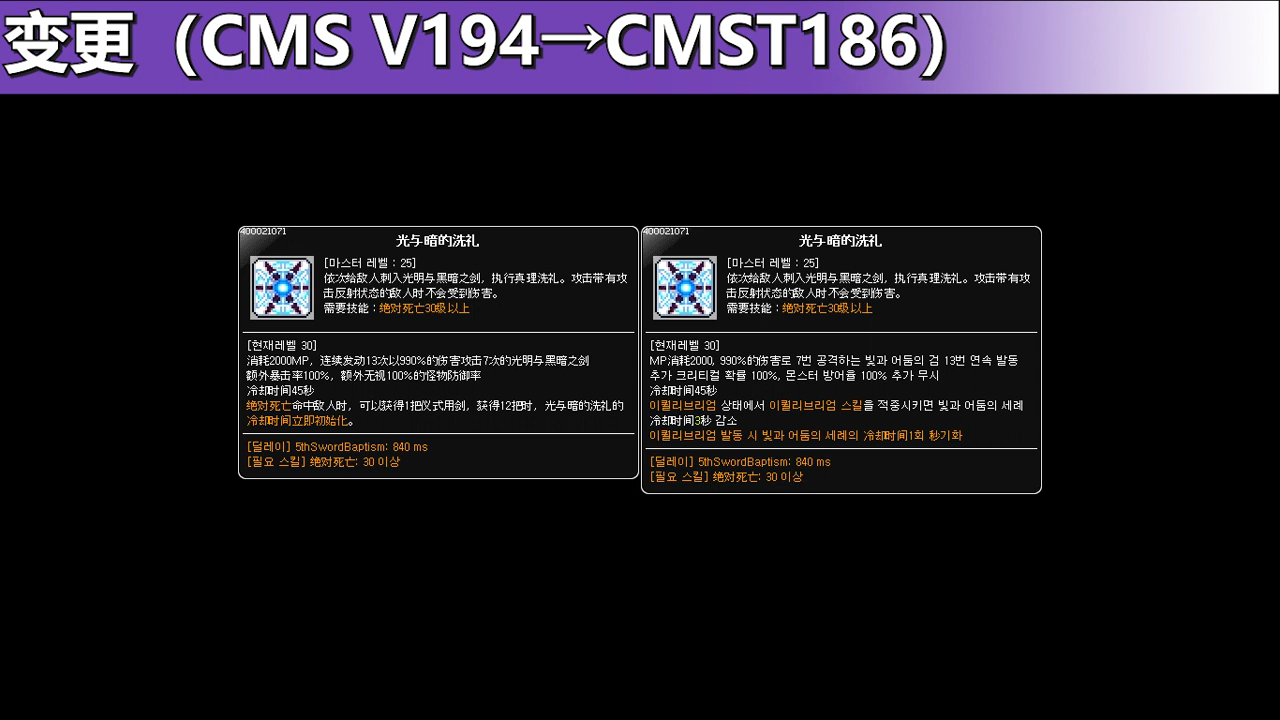 变更（CMS V194→CMST186）
400021071
光与暗的洗礼
[마스터 레벨 : 25]
依次给敌人刺入光明与黑暗之剑，执行真理洗礼。攻击带有攻
击反射状态的敌人时不会受到伤害。
需要技能：绝对死亡30级以上
[현재레벨 30]
消耗2000MP，连续发动13次以990%的伤害攻击7次的光明与黑暗之剑
额外暴击率100%，额外无视100%的怪物防御率
冷却时间45秒
绝对死亡命中敌人时，可以获得1把仪式用剑，获得12把时，光与暗的洗礼的
冷却时间立即初始化。
[딜레이] 5thSwordBaptism: 840 ms
[필요 스킬] 绝对死亡: 30 이상
400021071
光与暗的洗礼
[마스터 레벨 : 25]
依次给敌人刺入光明与黑暗之剑，执行真理洗礼。攻击带有攻
击反射状态的敌人时不会受到伤害。
需要技能：绝对死亡30级以上
[현재레벨 30]
MP消耗2000, 990%的伤害로 7번 공격하는 빛과 어둠의 검 13번 연속 발동
추가 크리티컬 확률 100%, 몬스터 방어율 100% 추가 무시
冷却时间45秒
이퀼리브리엄 상태에서 이퀼리브리엄 스킬을 적중시키면 빛과 어둠의 세례
冷却时间3秒 감소
이퀼리브리엄 발동 시 빛과 어둠의 세례의 冷却时间1회 秒기화
[딜레이] 5thSwordBaptism: 840 ms
[필요 스킬] 绝对死亡: 30 이상